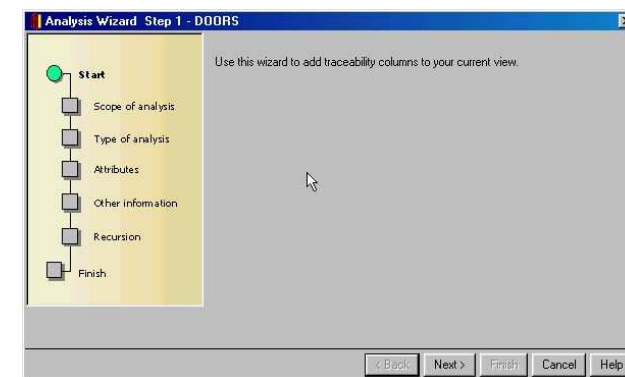 Analysis Wizard Step 1 - DOORS
Use this wizard to add traceability columns to your current view.
Start
Scope of analysis
Type of analysis
Attributes
Other information
Recursion
Finish
< Back Next > Finish Cancel Help